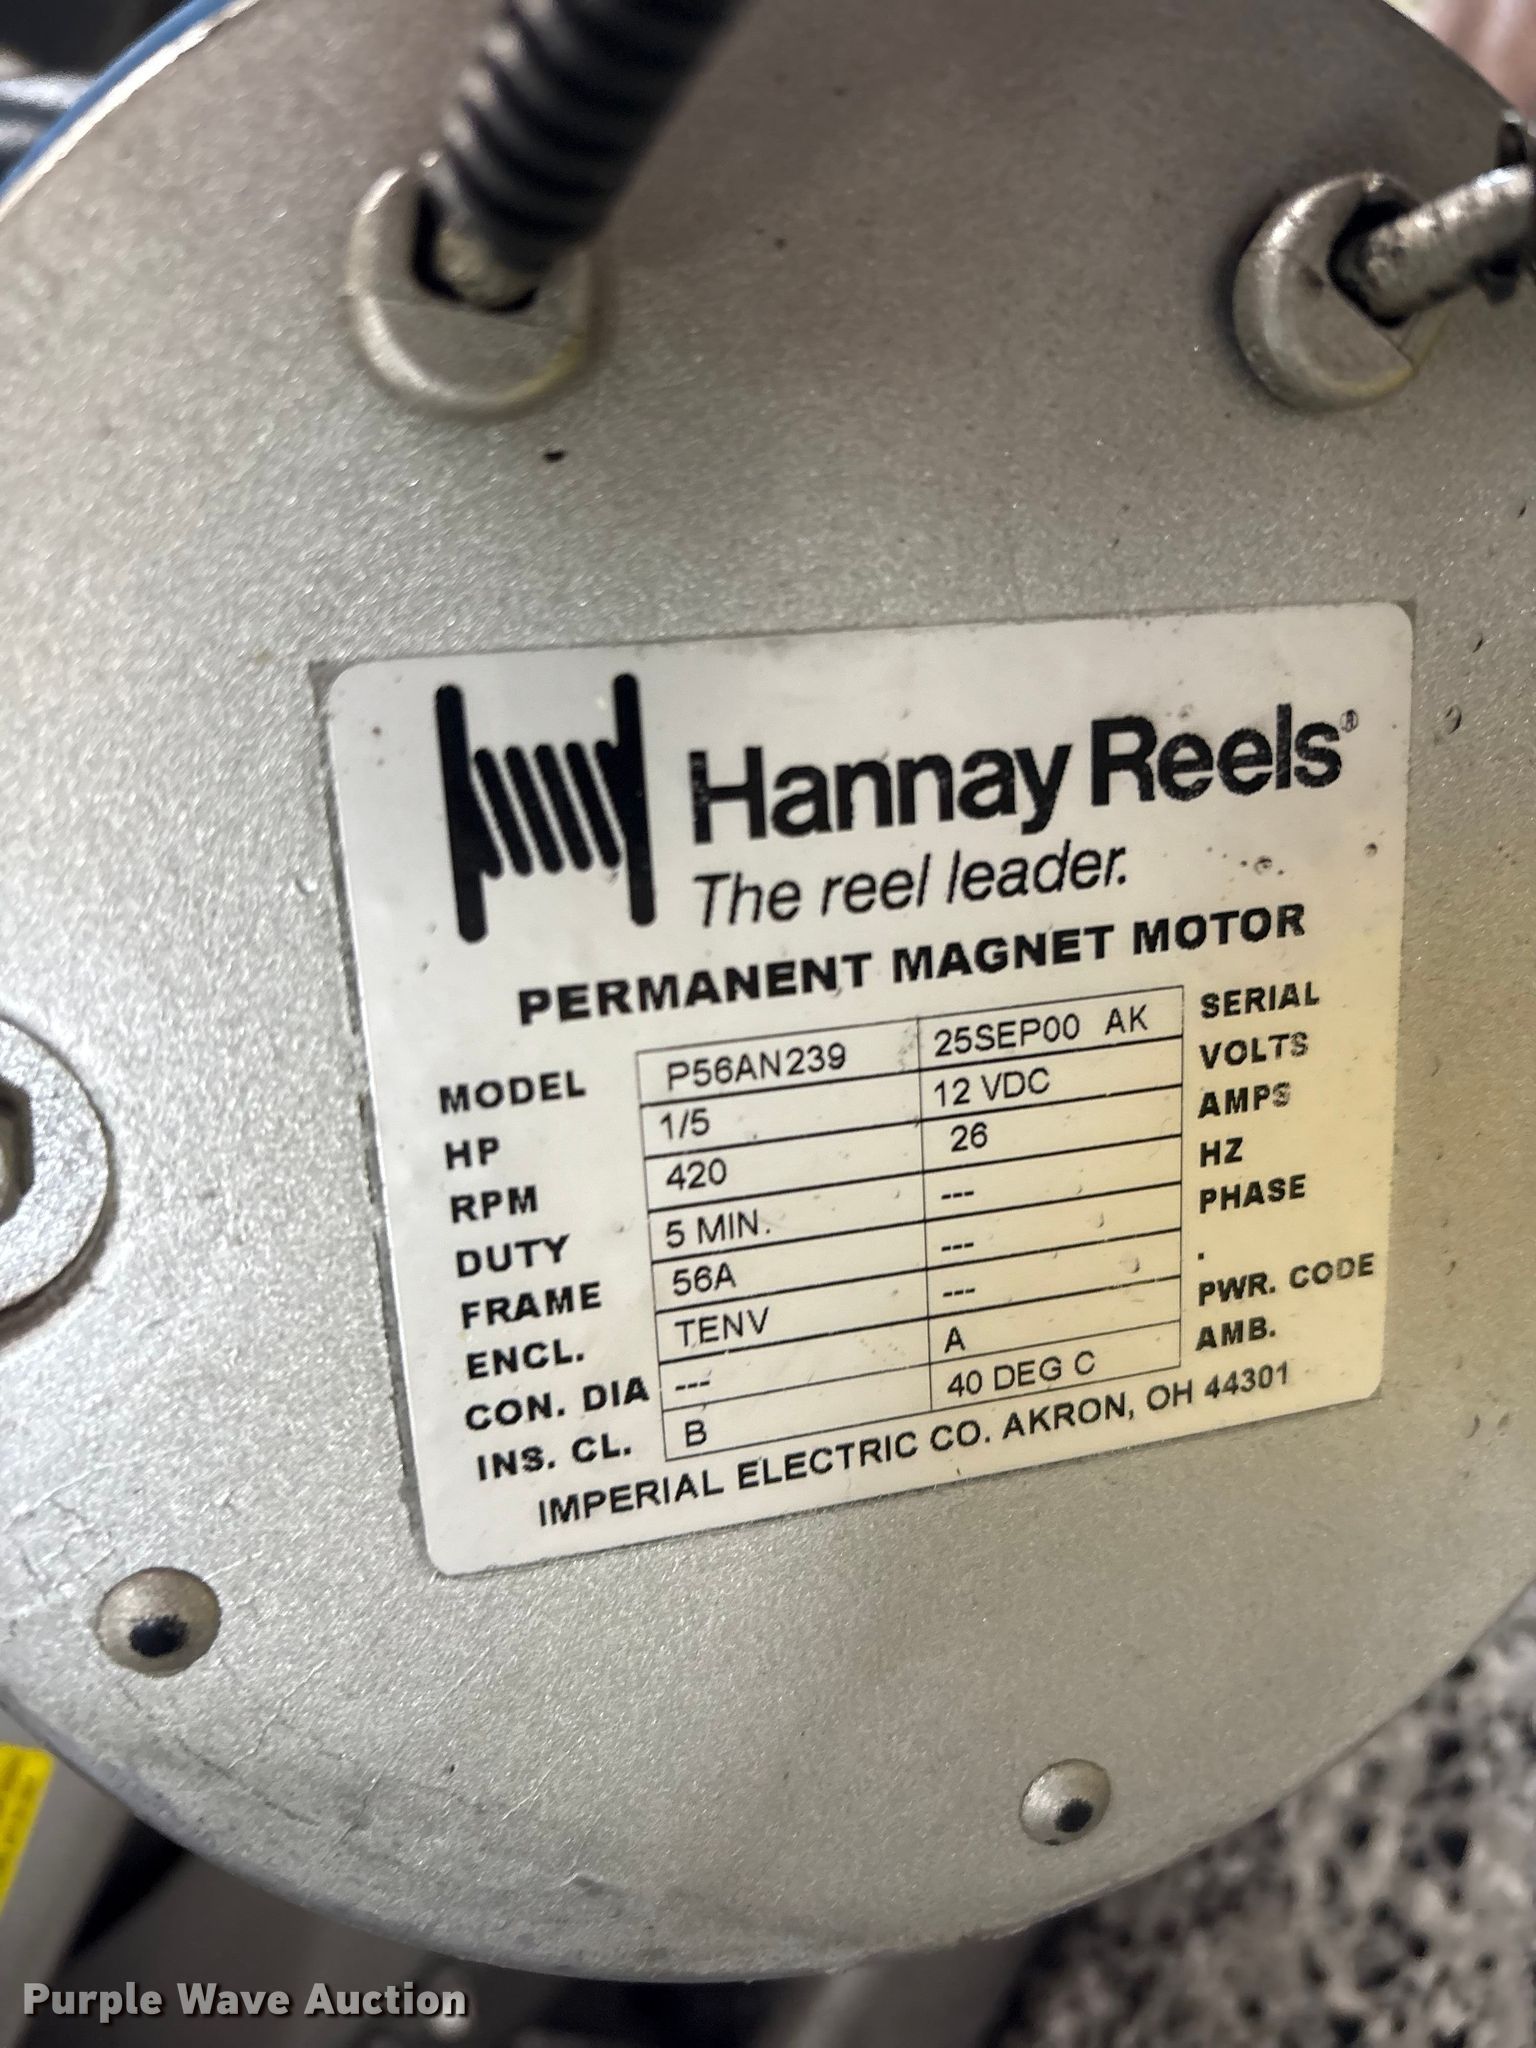 Hannay Reels®
The reel leader.
PERMANENT MAGNET MOTOR
MODEL P56AN239 25SEP00 AK SERIAL
HP 1/5 12 VDC VOLTS
RPM 420 26 AMPS
DUTY 5 MIN. --- HZ
FRAME 56A --- PHASE
ENCL. TENV --- .
CON. DIA --- A PWR. CODE
INS. CL. B 40 DEG C AMB.
IMPERIAL ELECTRIC CO. AKRON, OH 44301
Purple Wave Auction